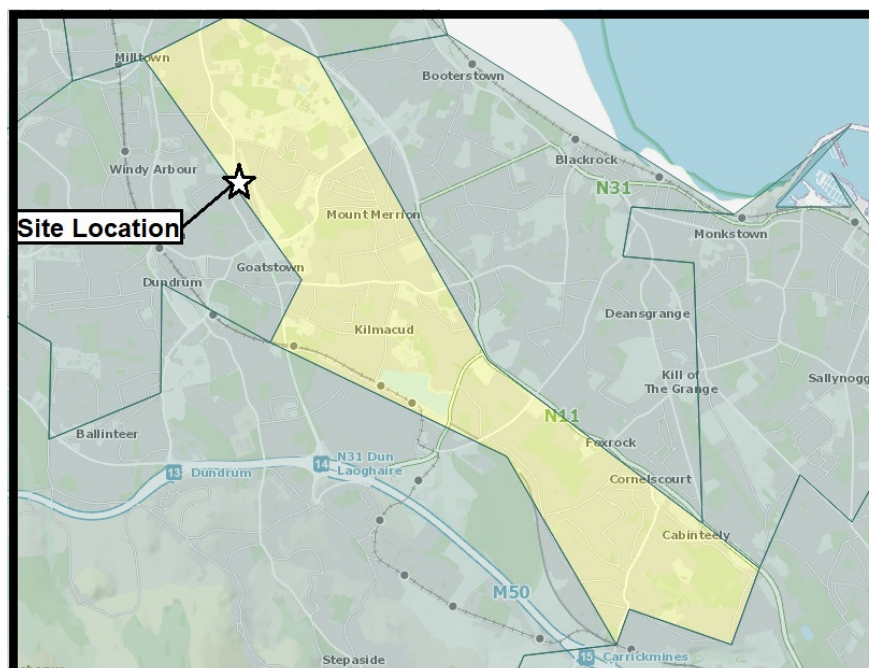 Milltown
Booterstown
Windy Arbour
Blackrock
N31
Site Location
Mount Merrion
Monkstown
Goatstown
Dundrum
Deansgrange
Kilmacud
Kill of
The Grange
Sallynogg
N11
Ballinteer
Foxrock
13 Dundrum
14 N31 Dun
Laoghaire
Cornelscourt
Cabinteely
M50
15 Carrickmines
Stepaside